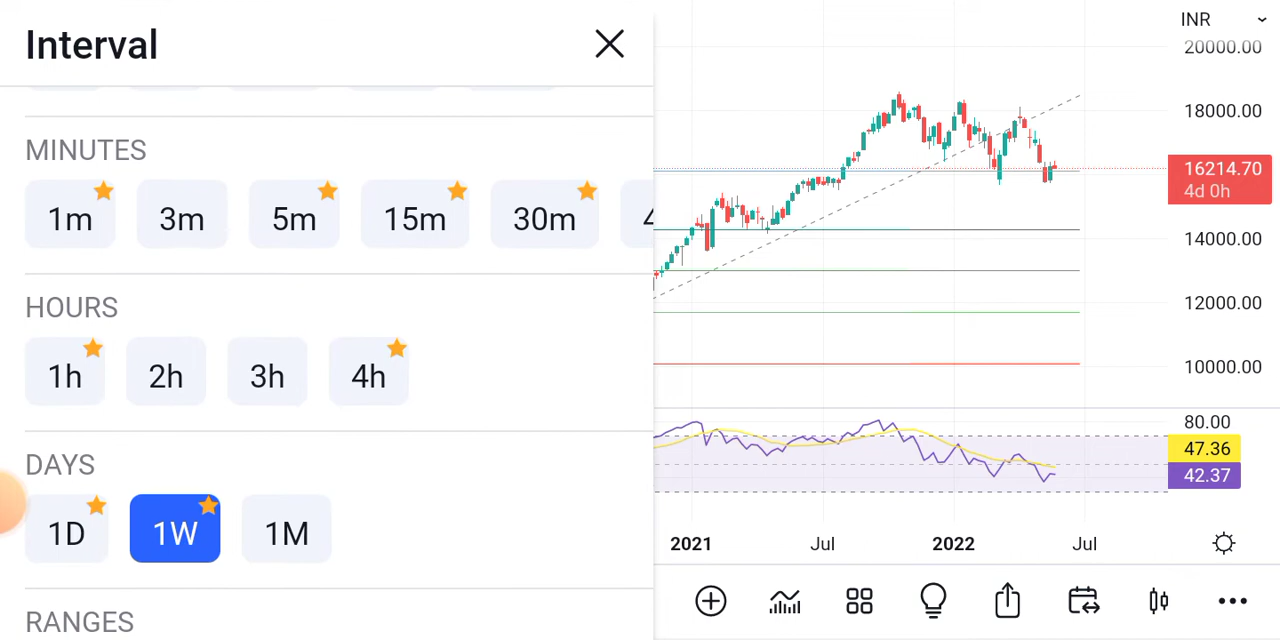 Interval
MINUTES
1m 3m 5m 15m 30m
HOURS
1h 2h 3h 4h
DAYS
1D 1W 1M
RANGES
INR
20000.00
18000.00
16214.70
4d 0h
14000.00
12000.00
10000.00
80.00
47.36
42.37
2021 Jul 2022 Jul